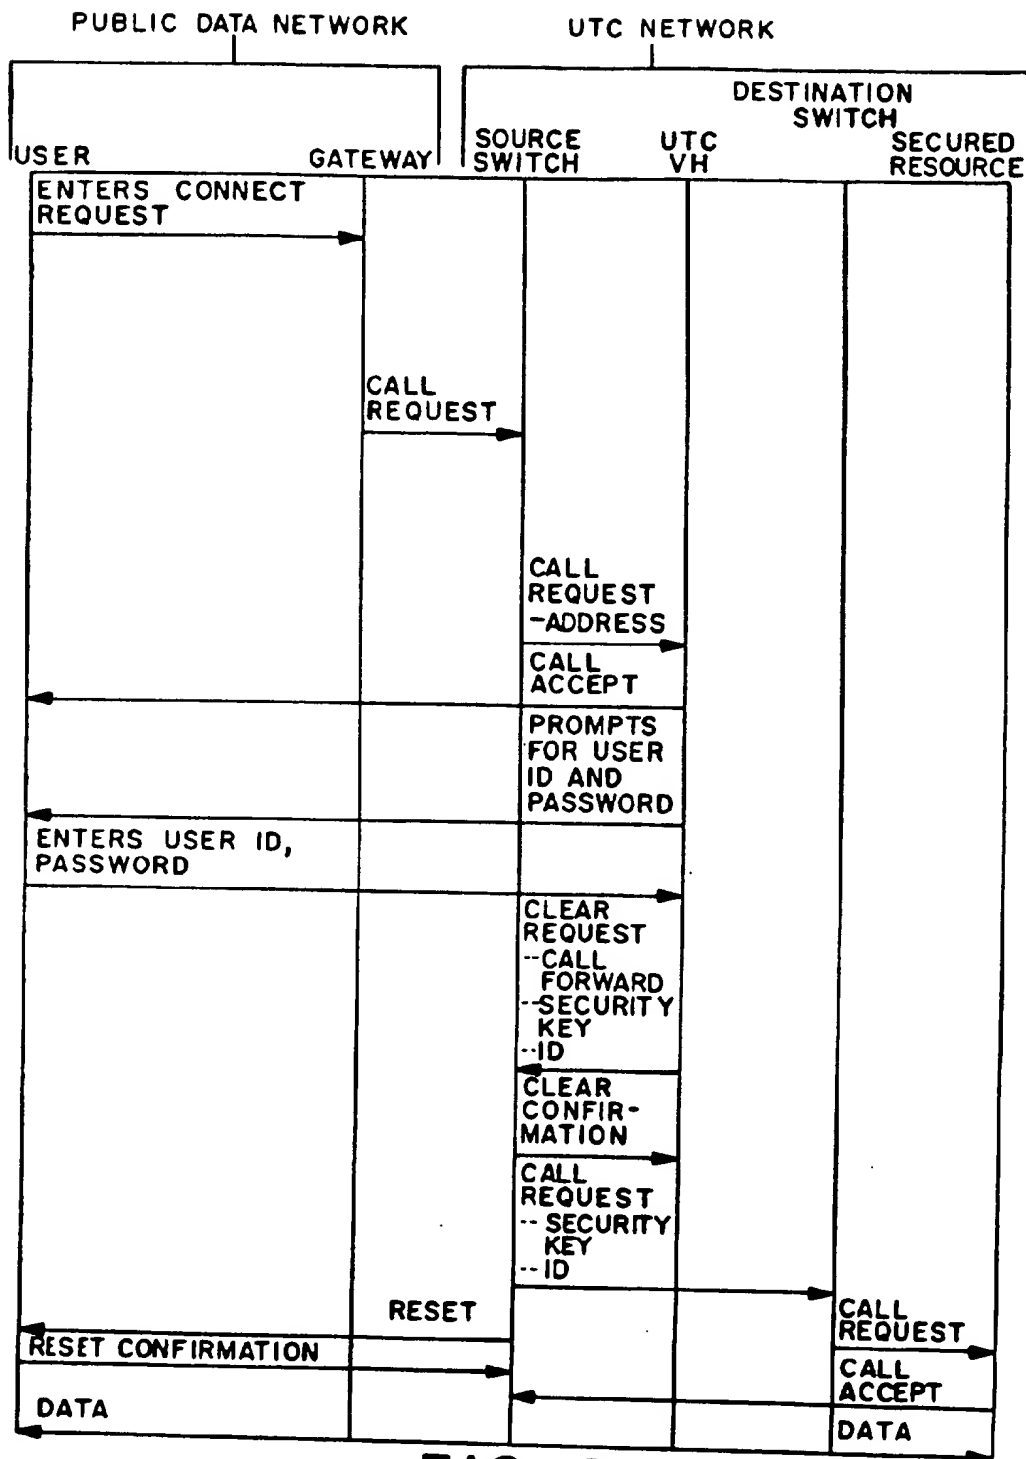 PUBLIC DATA NETWORK
UTC NETWORK
DESTINATION
SWITCH
USER
GATEWAY
SOURCE
SWITCH
UTC
VH
SECURED
RESOURCE
ENTERS CONNECT
REQUEST
CALL
REQUEST
CALL
REQUEST
-ADDRESS
CALL
ACCEPT
PROMPTS
FOR USER
ID AND
PASSWORD
ENTERS USER ID,
PASSWORD
CLEAR
REQUEST
--CALL
FORWARD
--SECURITY
KEY
--ID
CLEAR
CONFIR-
MATION
CALL
REQUEST
-- SECURITY
KEY
--ID
RESET
CALL
REQUEST
RESET CONFIRMATION
CALL
ACCEPT
DATA
DATA